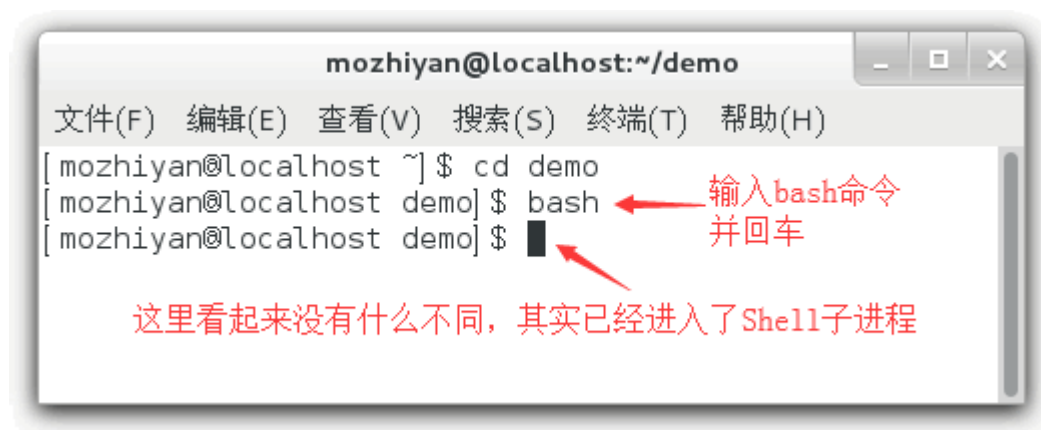 mozhiyan@localhost:~/demo
文件(F) 编辑(E) 查看(V) 搜索(S) 终端(T) 帮助(H)
[mozhiyan@localhost ~]$ cd demo
[mozhiyan@localhost demo]$ bash
输入bash命令
并回车
[mozhiyan@localhost demo]$
这里看起来没有什么不同，其实已经进入了Shell子进程